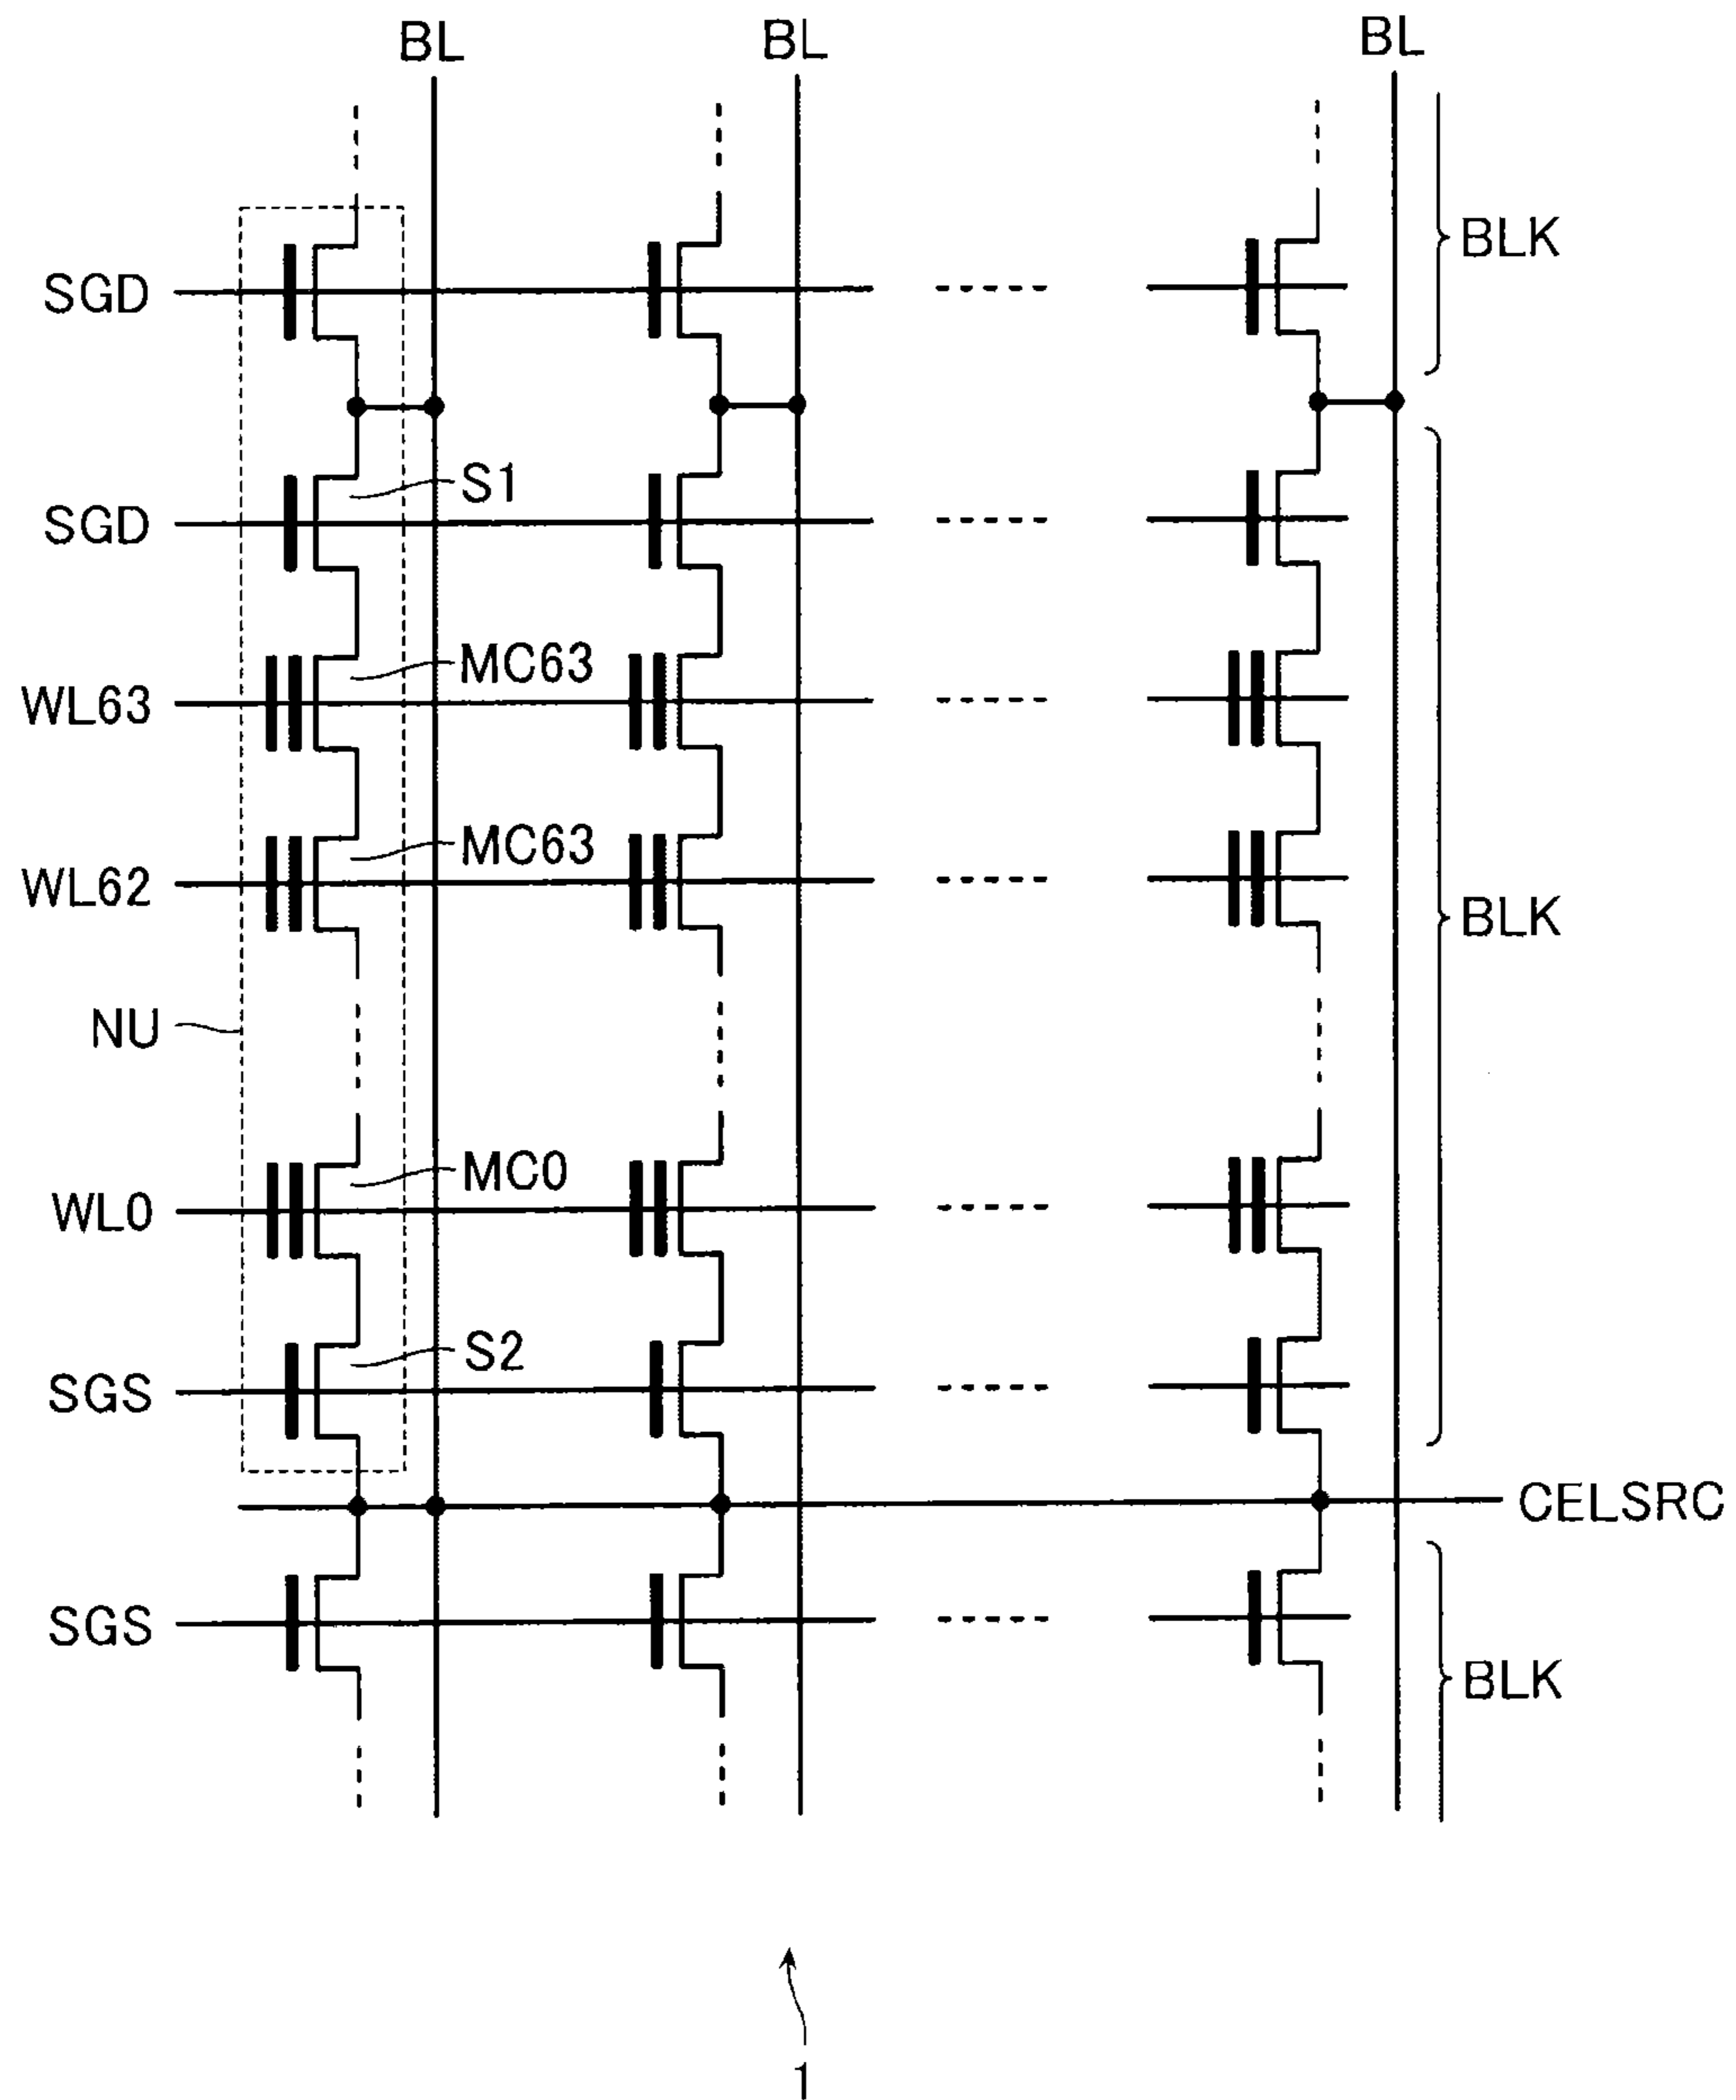 BL BL BL
BLK
SGD
S1
SGD
MC63
WL63
MC63
WL62
BLK
NU
MC0
WL0
S2
SGS
CELSRC
SGS
BLK
1